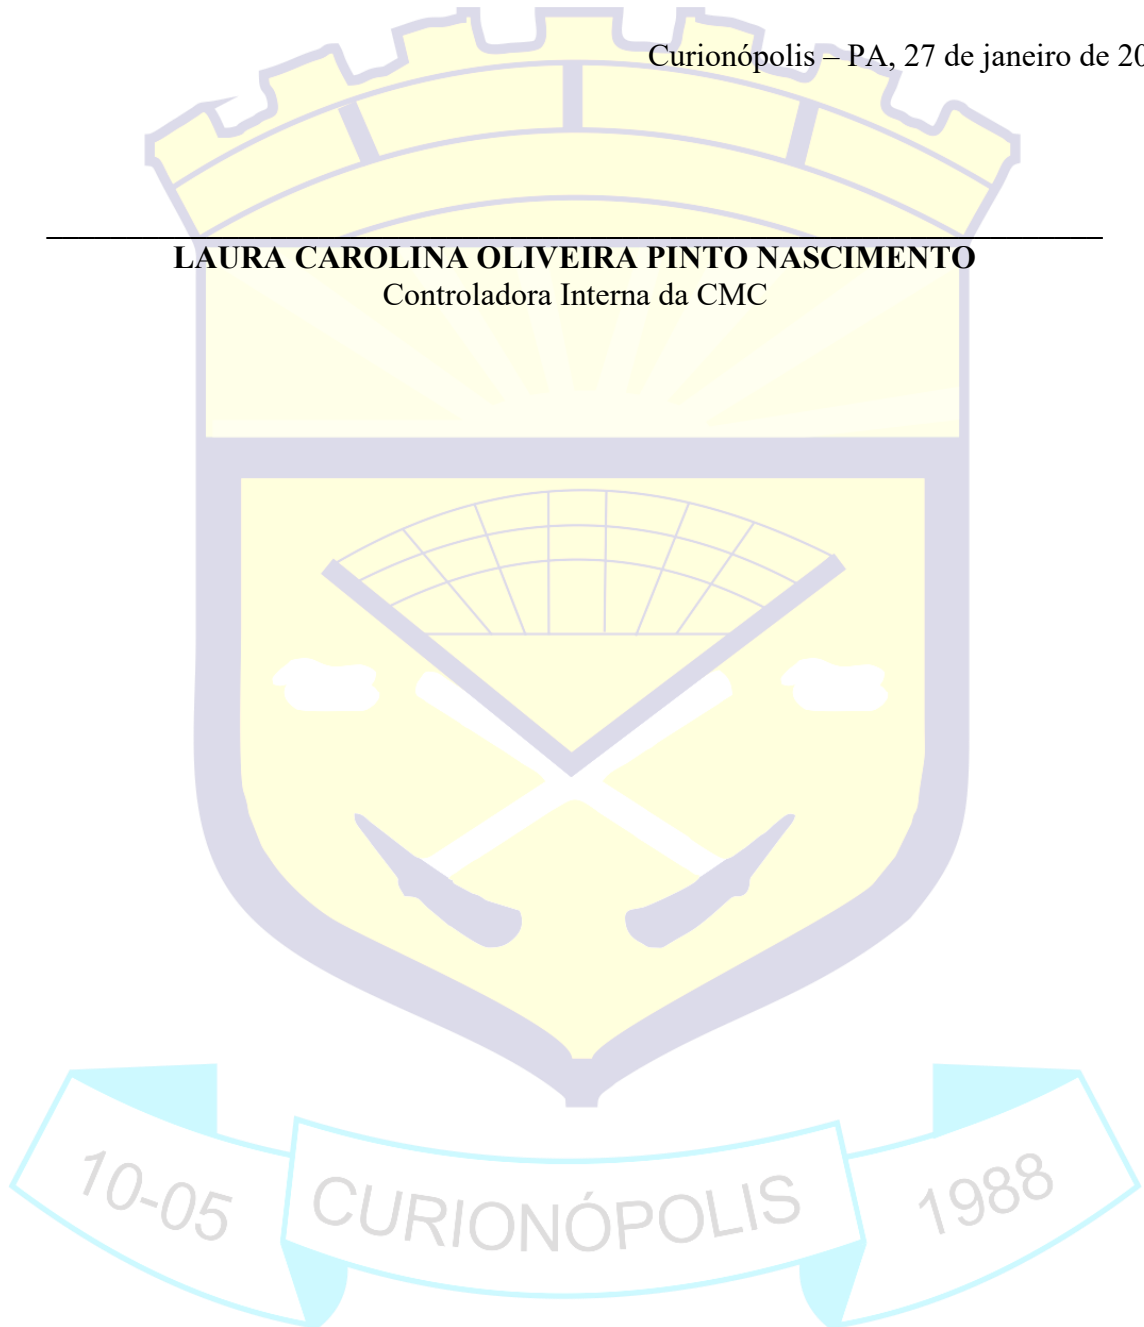 Curionópolis – PA, 27 de janeiro de 20
LAURA CAROLINA OLIVEIRA PINTO NASCIMENTO
Controladora Interna da CMC
10-05 CURIONÓPOLIS 1988